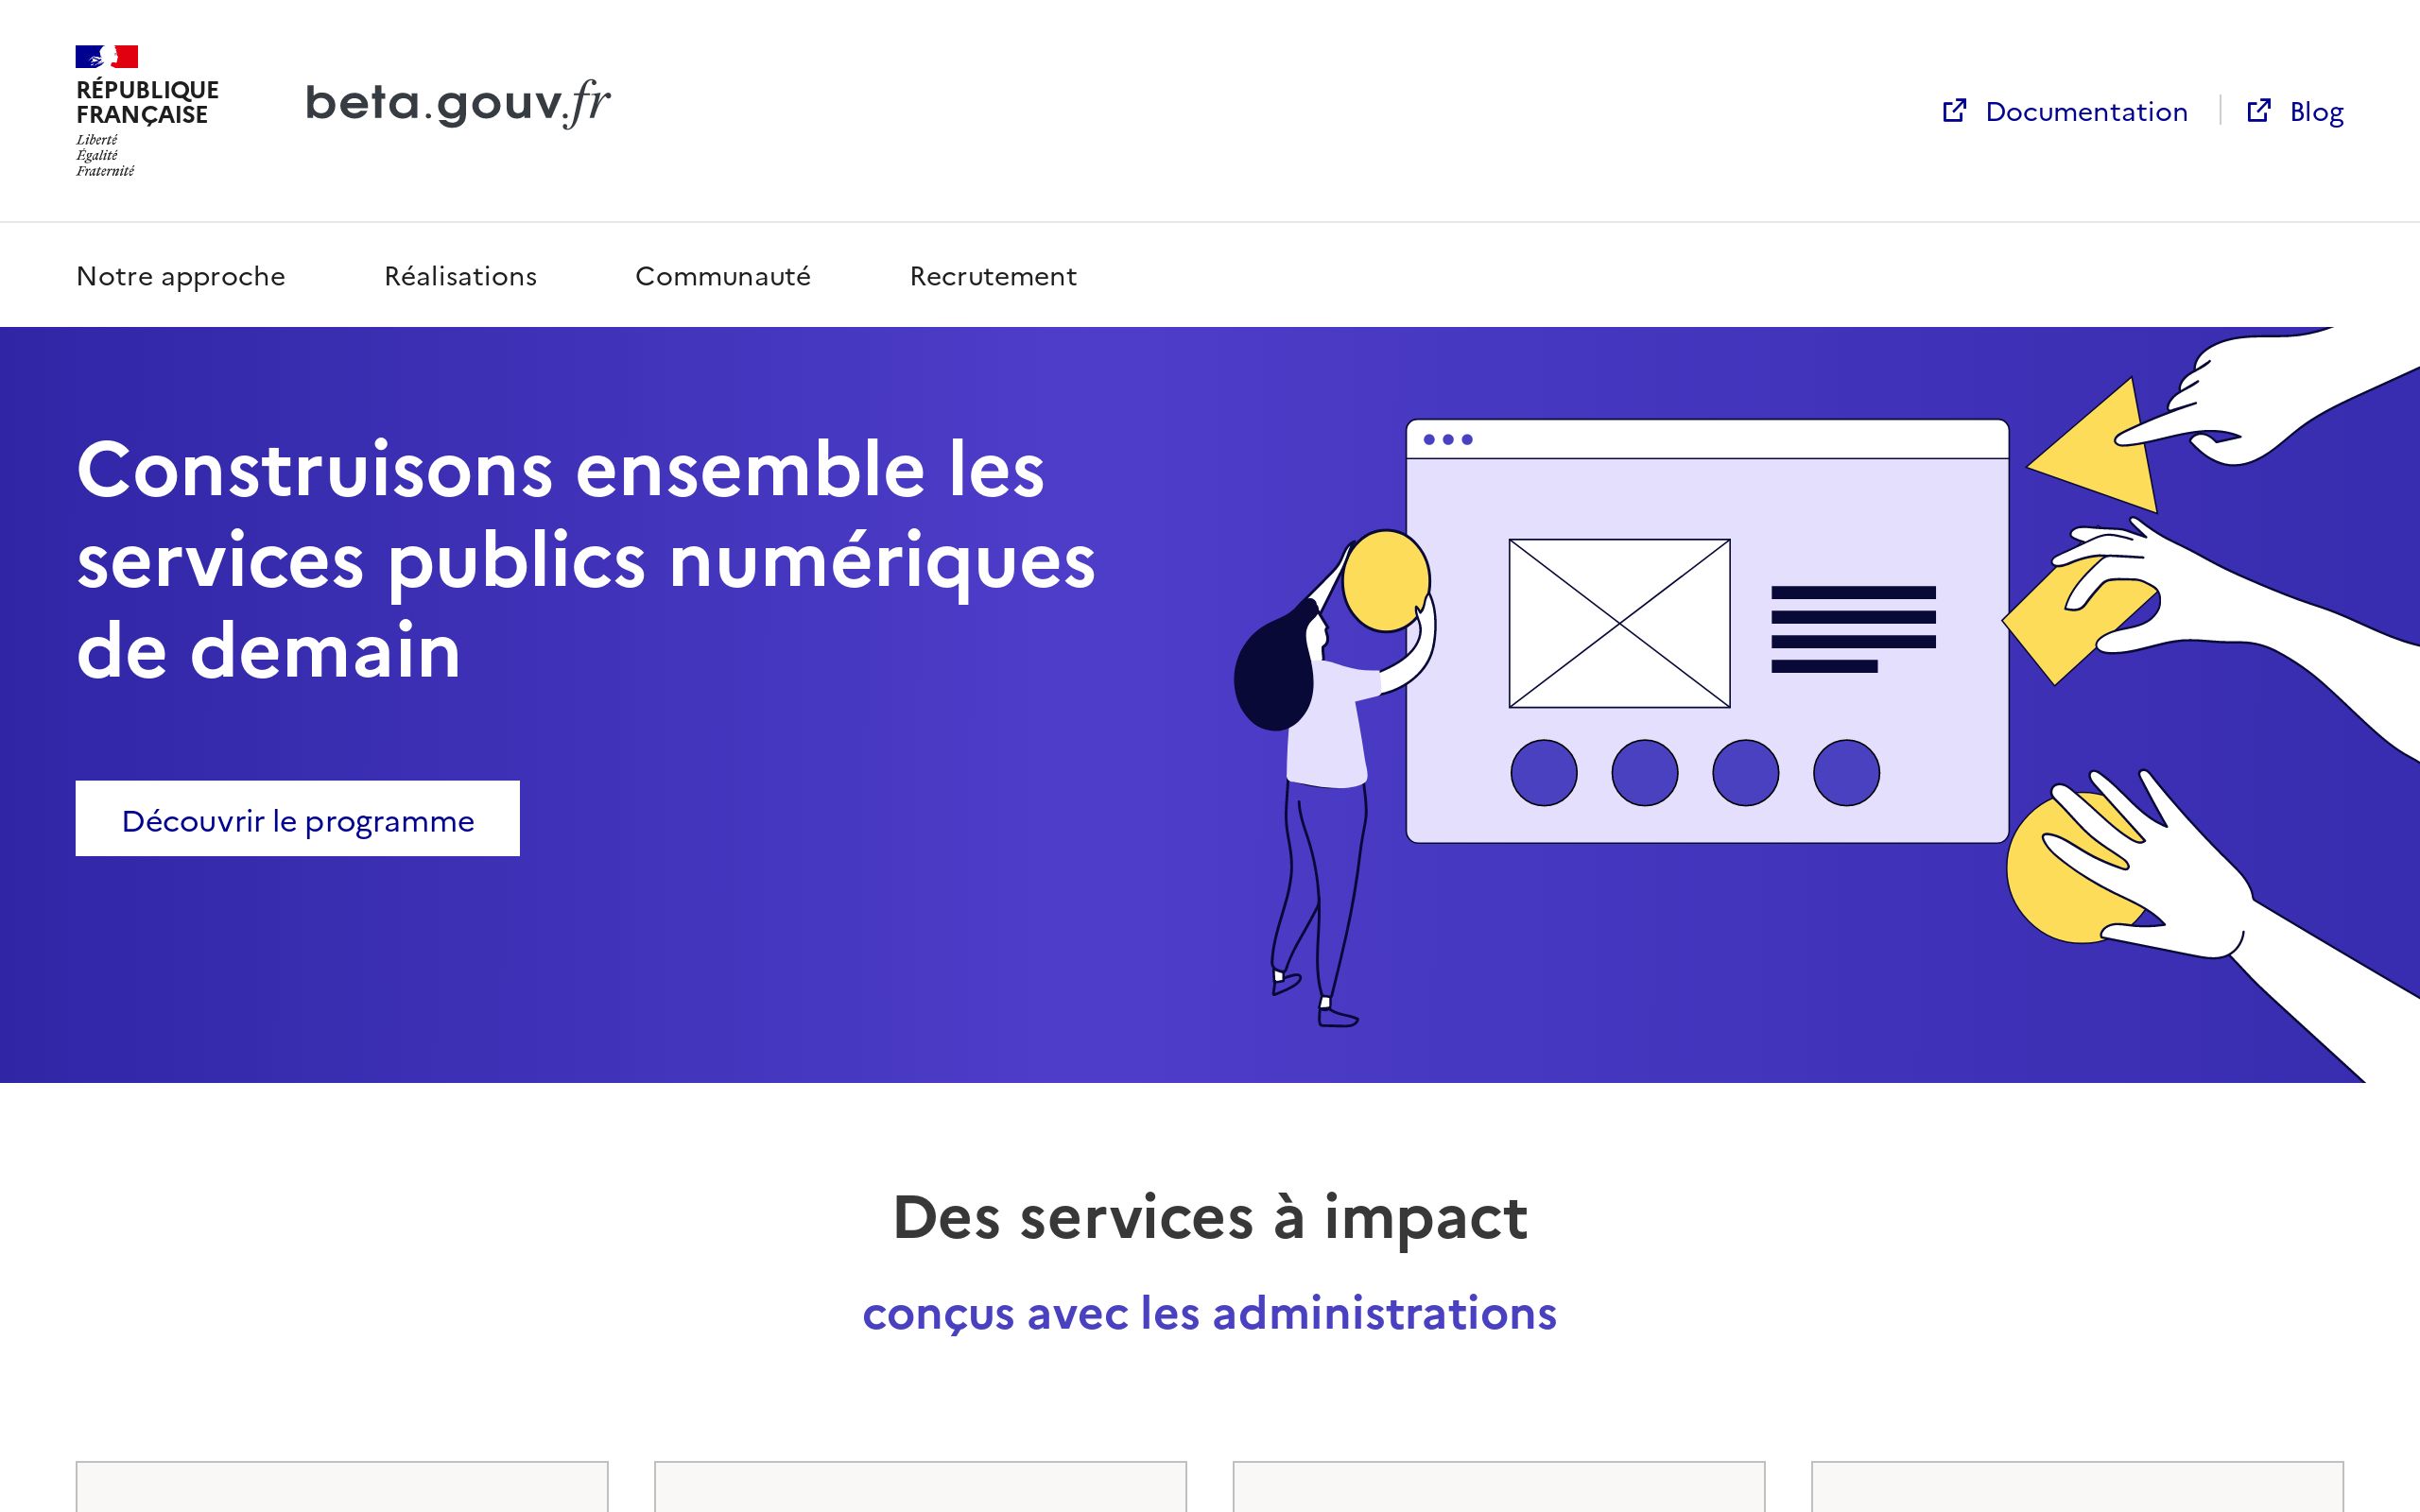 RÉPUBLIQUE
FRANÇAISE
Liberté
Égalité
Fraternité
beta.gouv.fr
Documentation
Blog
Notre approche
Réalisations
Communauté
Recrutement
Construisons ensemble les
services publics numériques
de demain
Découvrir le programme
Des services à impact
conçus avec les administrations